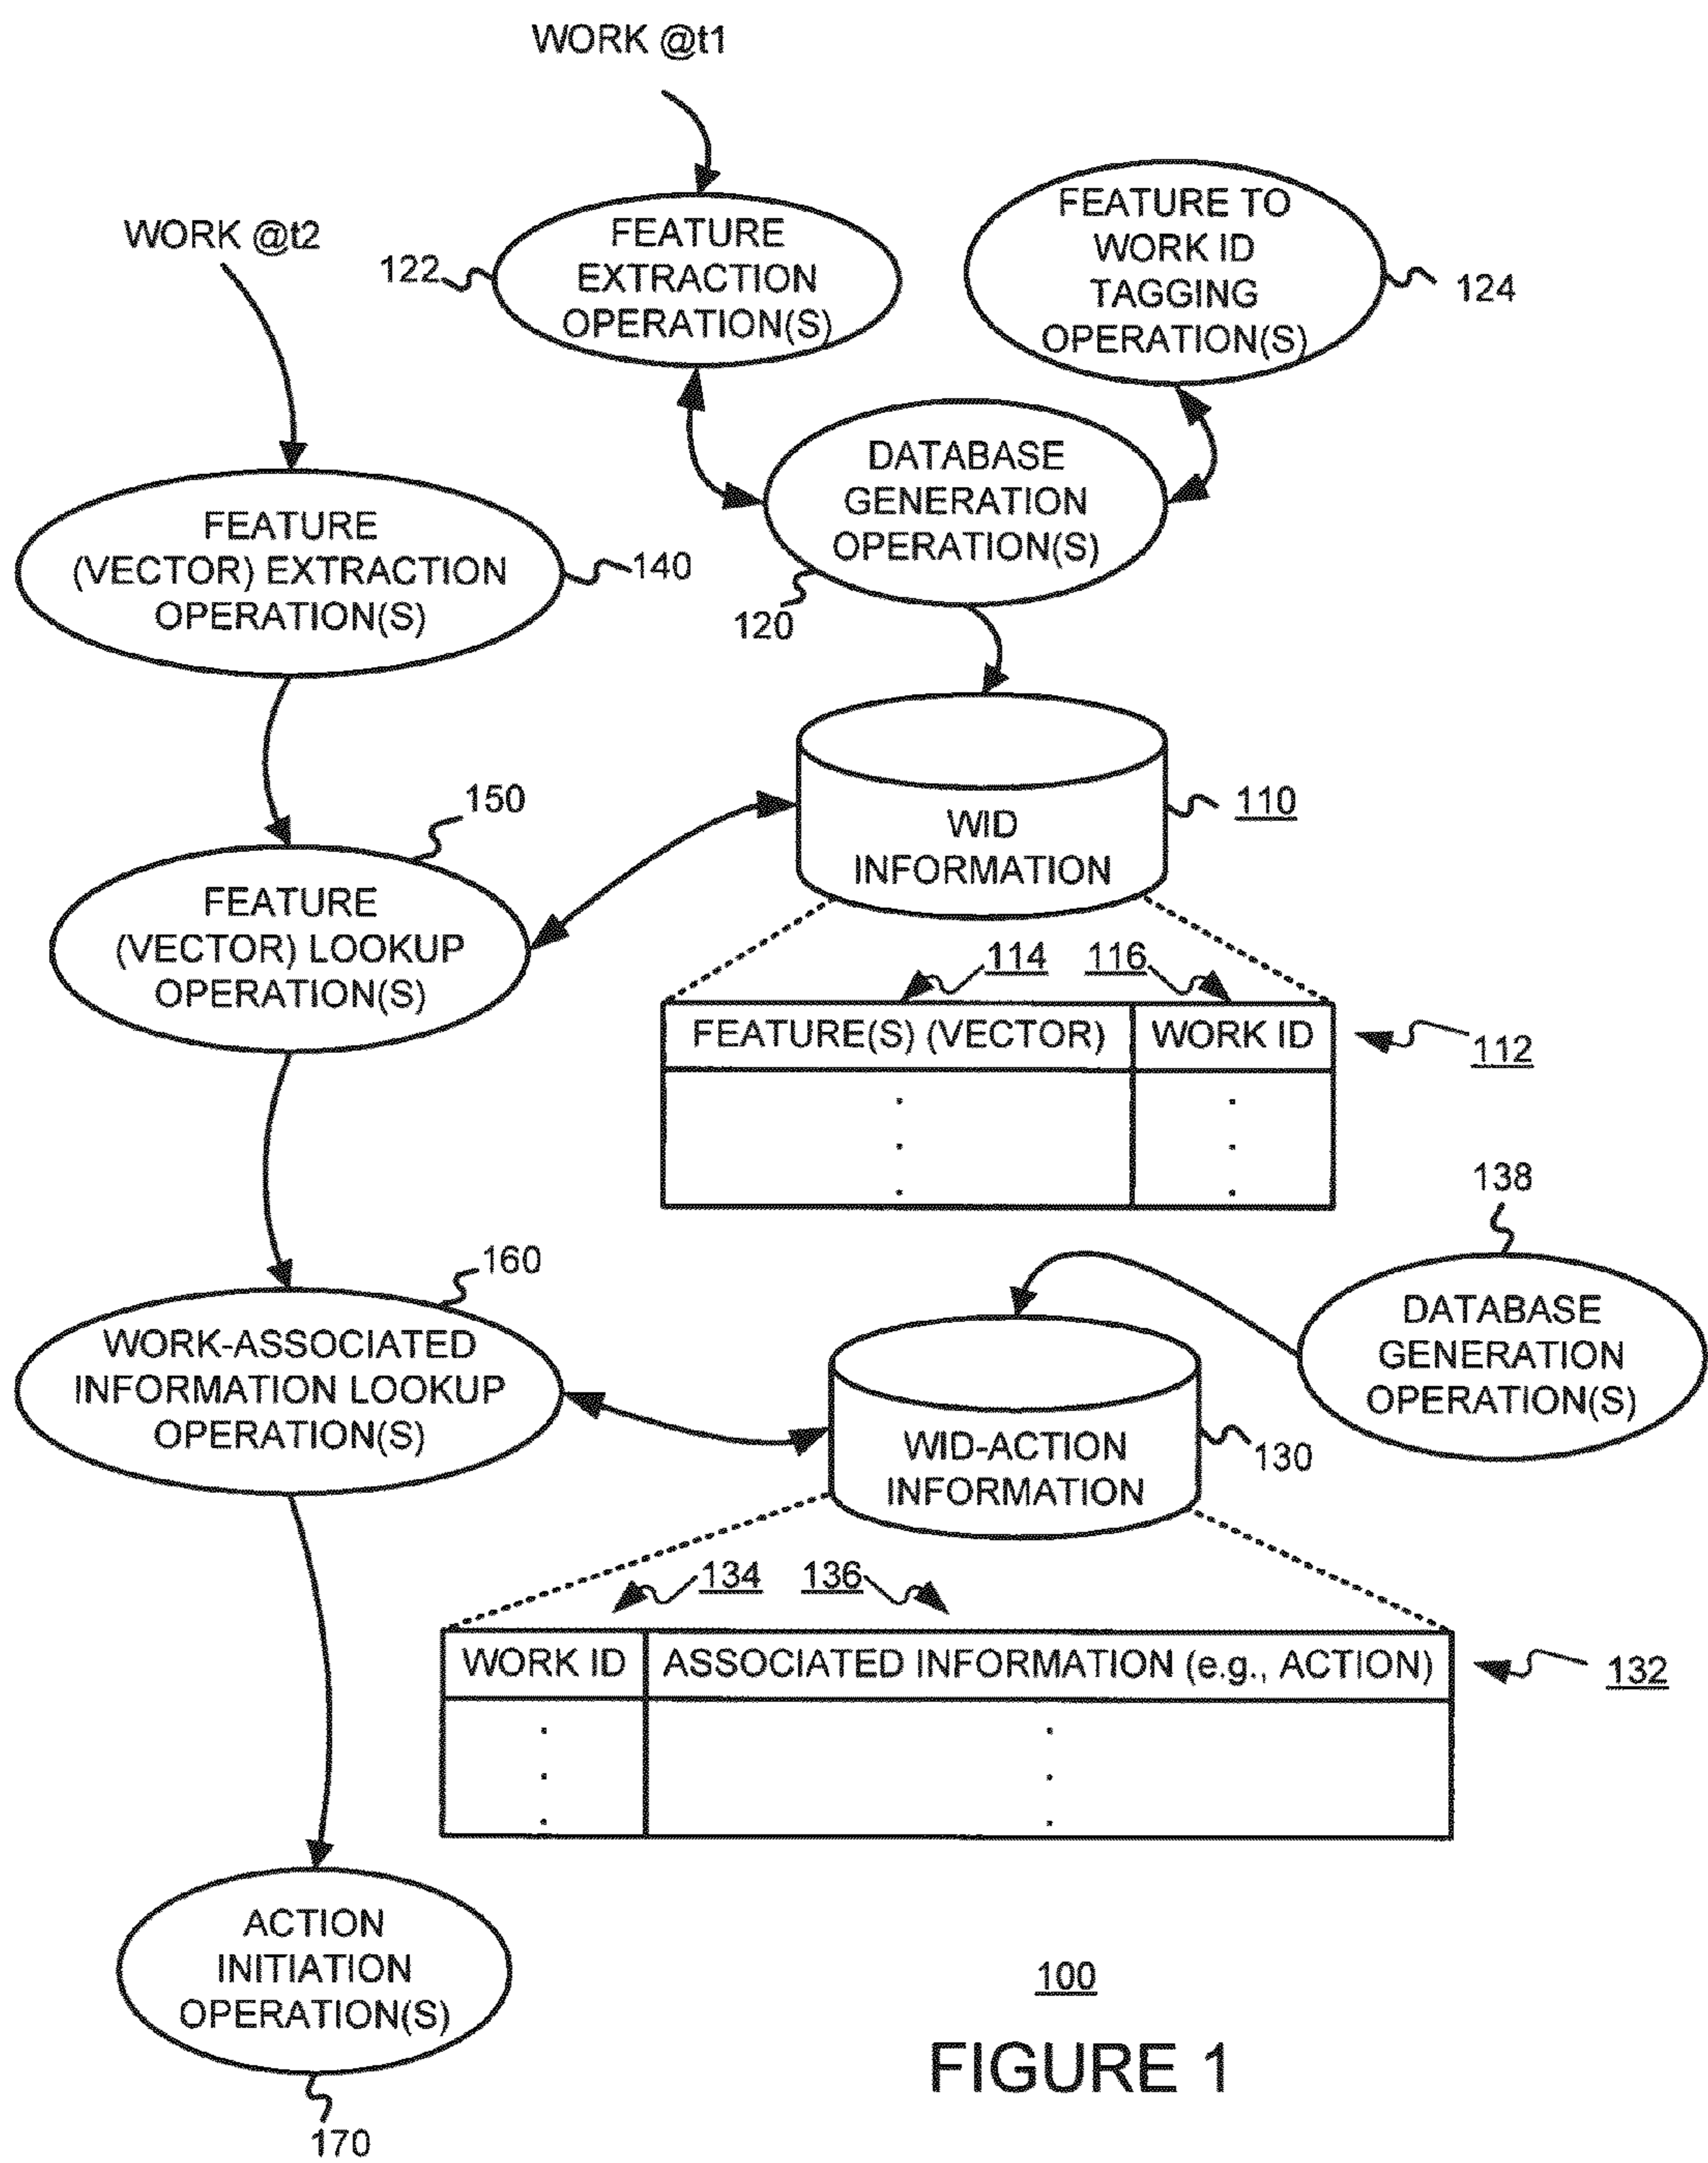 WORK @t1
WORK @t2
122
FEATURE
EXTRACTION
OPERATION(S)
FEATURE TO
WORK ID
TAGGING
OPERATION(S)
124
DATABASE
GENERATION
OPERATION(S)
120
FEATURE
(VECTOR) EXTRACTION
OPERATION(S)
140
WID
INFORMATION
110
150
FEATURE
(VECTOR) LOOKUP
OPERATION(S)
114
116
FEATURE(S) (VECTOR)
WORK ID
112
.
.
.
.
.
.
138
DATABASE
GENERATION
OPERATION(S)
160
WORK-ASSOCIATED
INFORMATION LOOKUP
OPERATION(S)
WID-ACTION
INFORMATION
130
134
136
WORK ID
ASSOCIATED INFORMATION (e.g., ACTION)
132
.
.
.
.
.
.
ACTION
INITIATION
OPERATION(S)
170
100
FIGURE 1